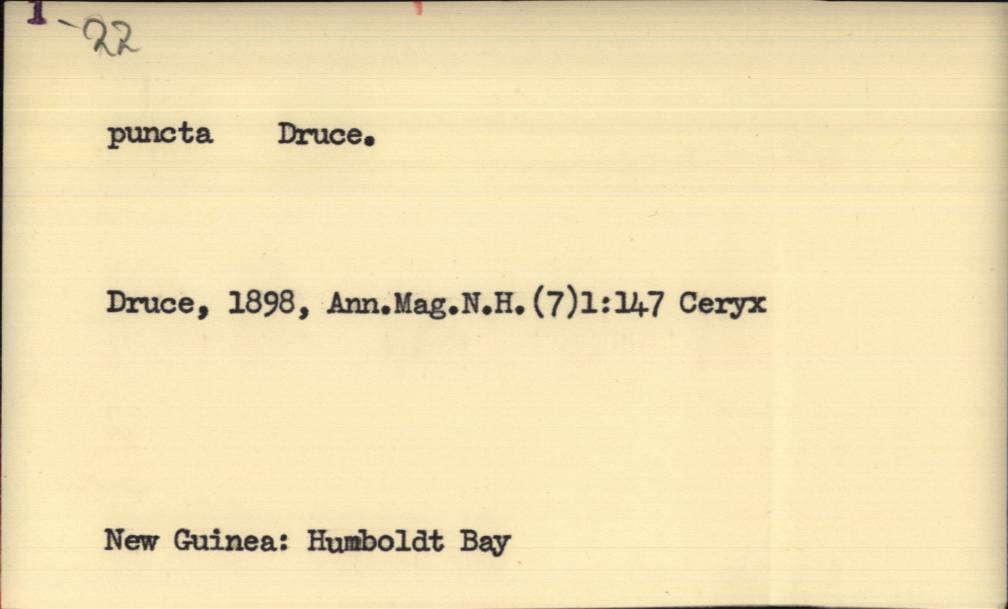 1-22
puncta Druce.
Druce, 1898, Ann.Mag.N.H.(7)1:147 Ceryx
New Guinea: Humboldt Bay